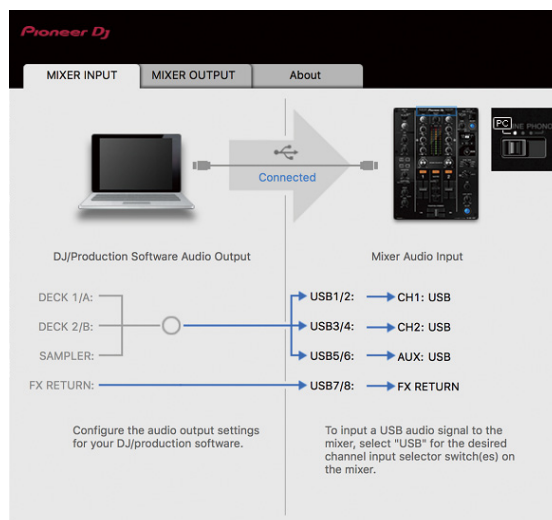 Pioneer Dj
MIXER INPUT
MIXER OUTPUT
About
PC
PHONO
Connected
DJ/Production Software Audio Output
Mixer Audio Input
DECK 1/A:
DECK 2/B:
SAMPLER:
FX RETURN:
USB1/2:
CH1: USB
USB3/4:
CH2: USB
USB5/6:
AUX: USB
USB7/8:
FX RETURN
Configure the audio output settings
for your DJ/production software.
To input a USB audio signal to the
mixer, select "USB" for the desired
channel input selector switch(es) on
the mixer.